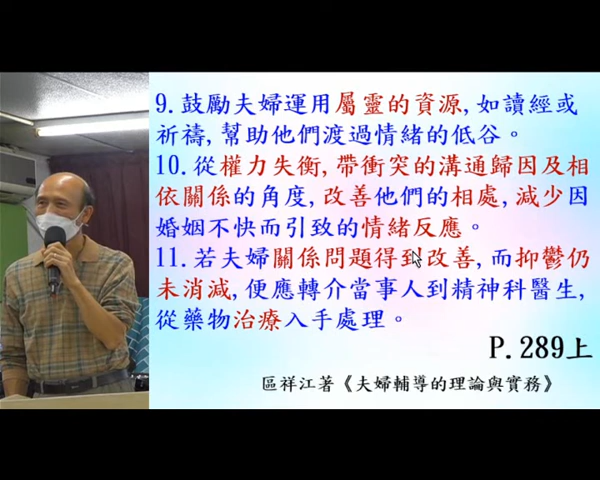 9.鼓勵夫婦運用屬靈的資源,如讀經或
祈禱,幫助他們渡過情緒的低谷。
10.從權力失衡,帶衝突的溝通歸因及相
依關係的角度,改善他們的相處,減少因
婚姻不快而引致的情緒反應。
11.若夫婦關係問題得到改善,而抑鬱仍
未消減,便應轉介當事人到精神科醫生,
從藥物治療入手處理。
P.289上
區祥江著《夫婦輔導的理論與實務》